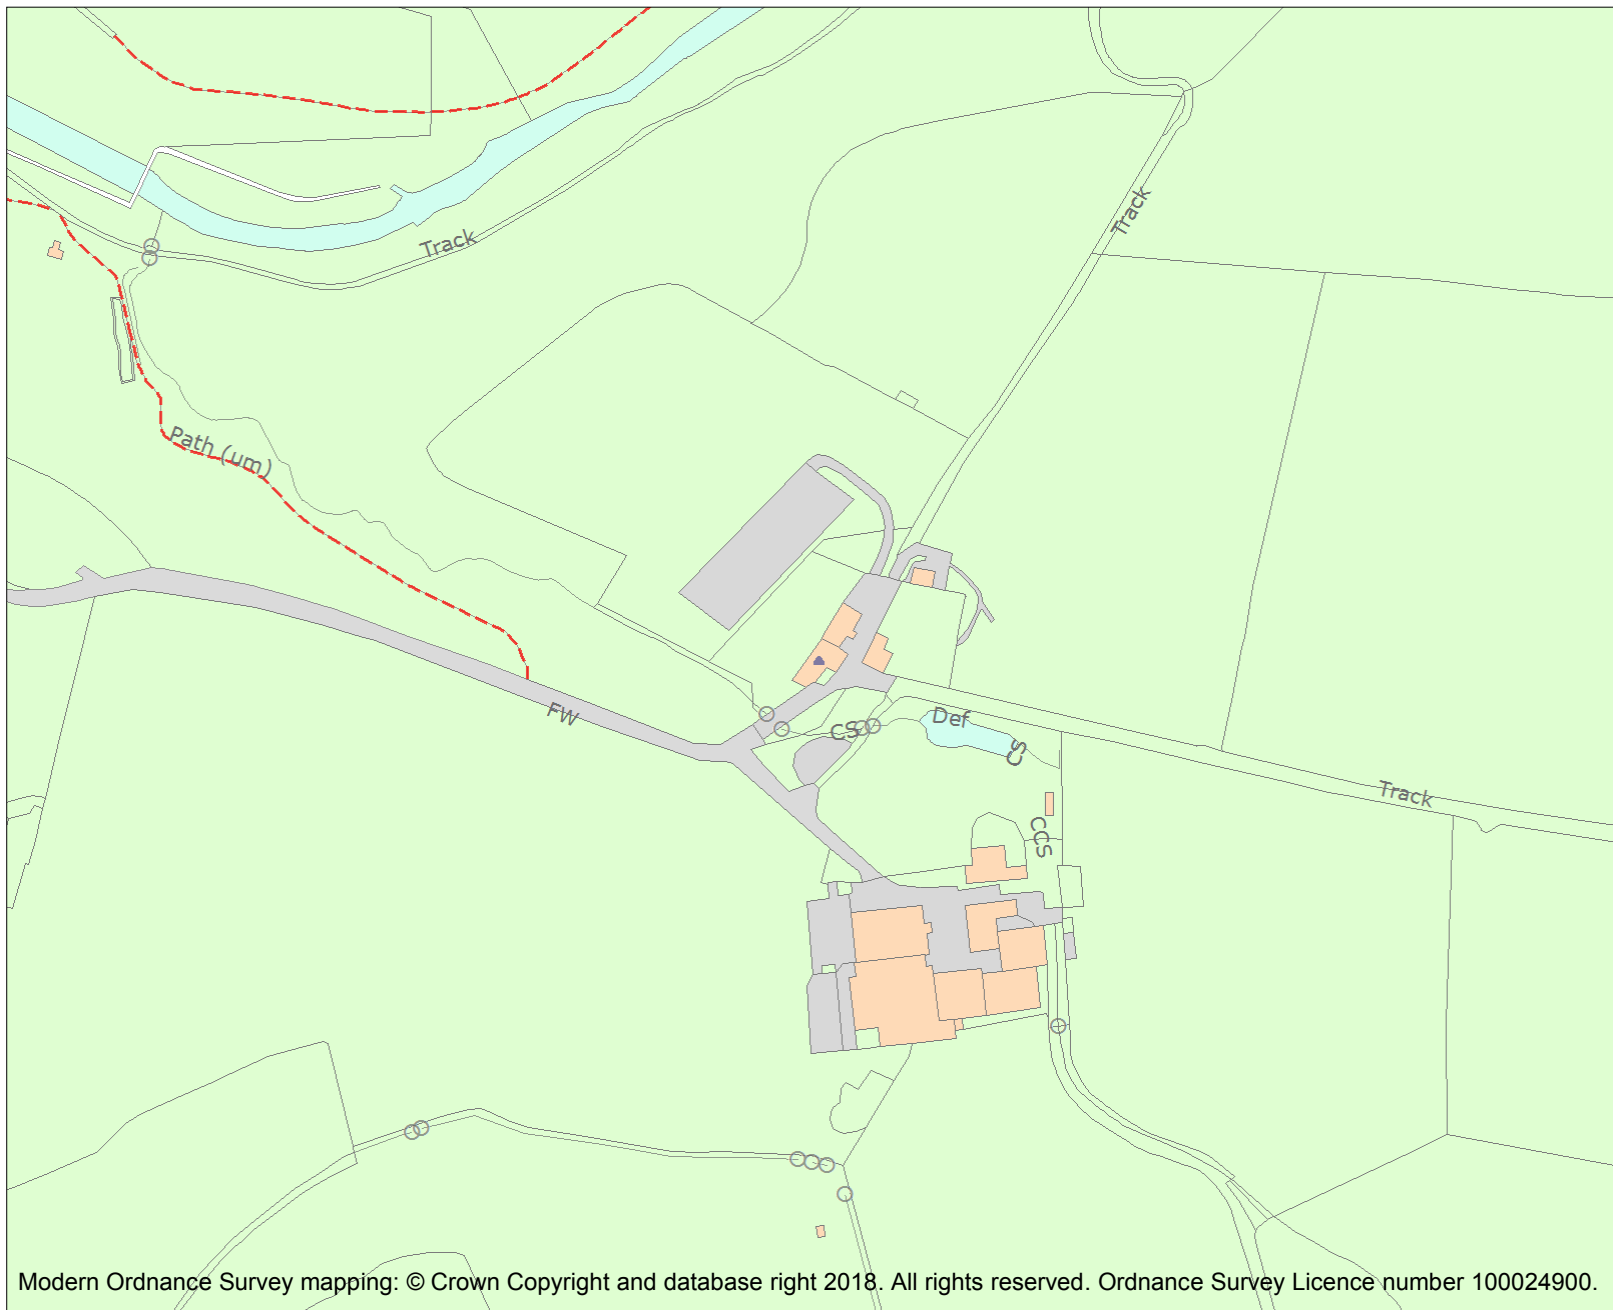 Track
Track
Path (um)
FW
CS
Def
CS
Track
CCS
Modern Ordnance Survey mapping: © Crown Copyright and database right 2018. All rights reserved. Ordnance Survey Licence number 100024900.